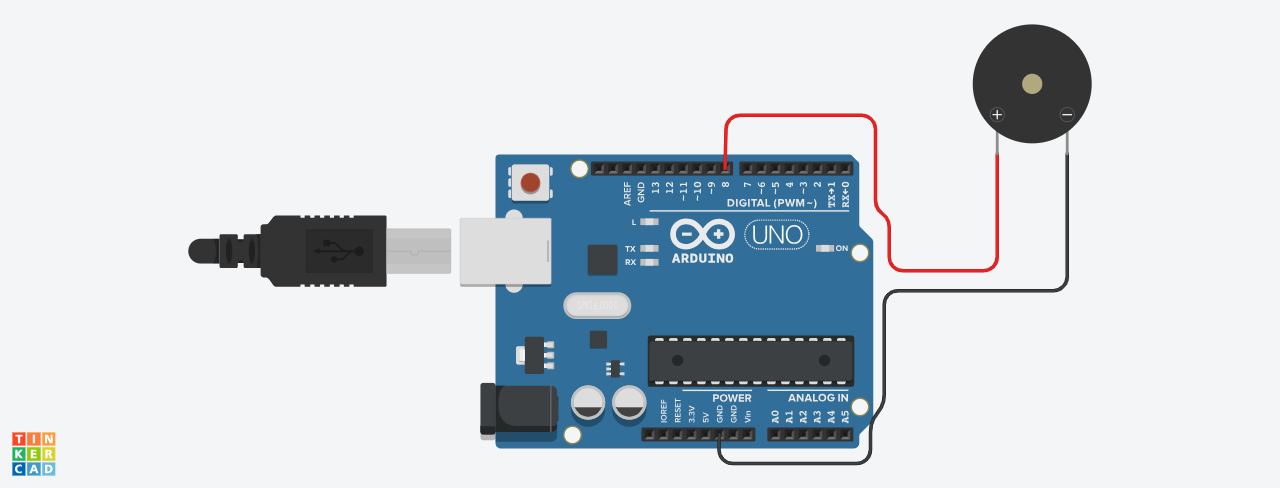 AREF
GND
13
12
~11
~10
~9
8
7
~6
~5
4
~3
2
TX→1
RX←0
DIGITAL (PWM~)
L
TX
RX
ON
UNO
ARDUINO
+
−
POWER
ANALOG IN
IOREF
RESET
3.3V
5V
GND
GND
Vin
A0
A1
A2
A3
A4
A5
TIN
KER
CAD